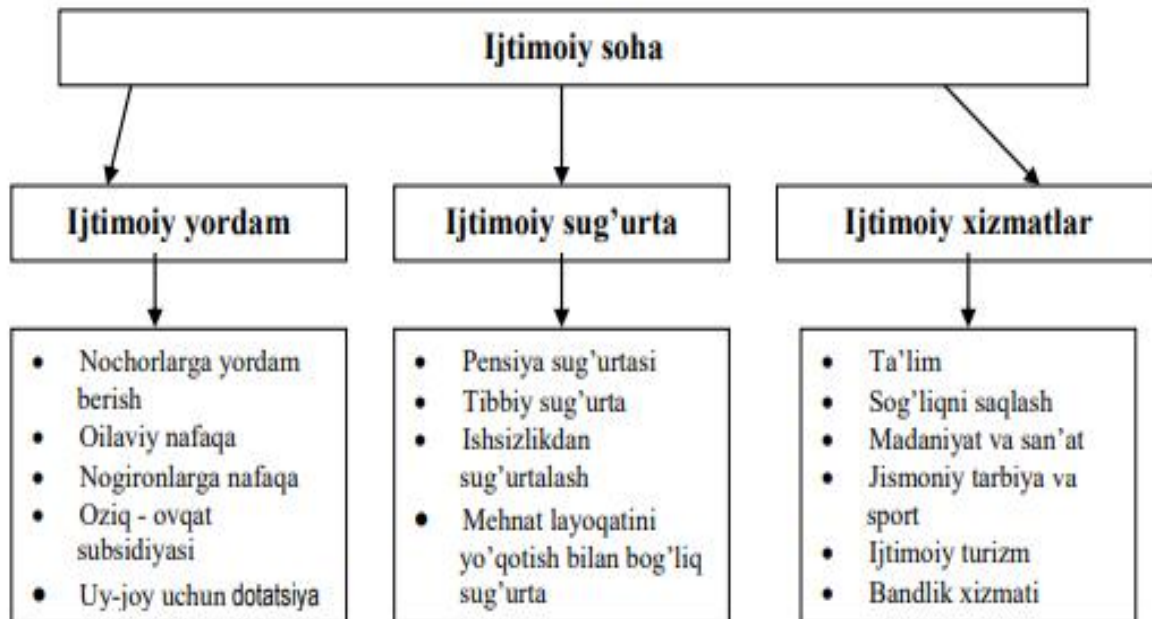 Ijtimoiy soha
Ijtimoiy yordam
Ijtimoiy sug’urta
Ijtimoiy xizmatlar
• Nochorlarga yordam
berish
• Oilaviy nafaqa
• Nogironlarga nafaqa
• Oziq - ovqat
subsidiyasi
• Uy-joy uchun dotatsiya
• Pensiya sug’urtasi
• Tibbiy sug’urta
• Ishsizlikdan
sug’urtalash
• Mehnat layoqatini
yo’qotish bilan bog’liq
sug’urta
• Ta’lim
• Sog’liqni saqlash
• Madaniyat va san’at
• Jismoniy tarbiya va
sport
• Ijtimoiy turizm
• Bandlik xizmati